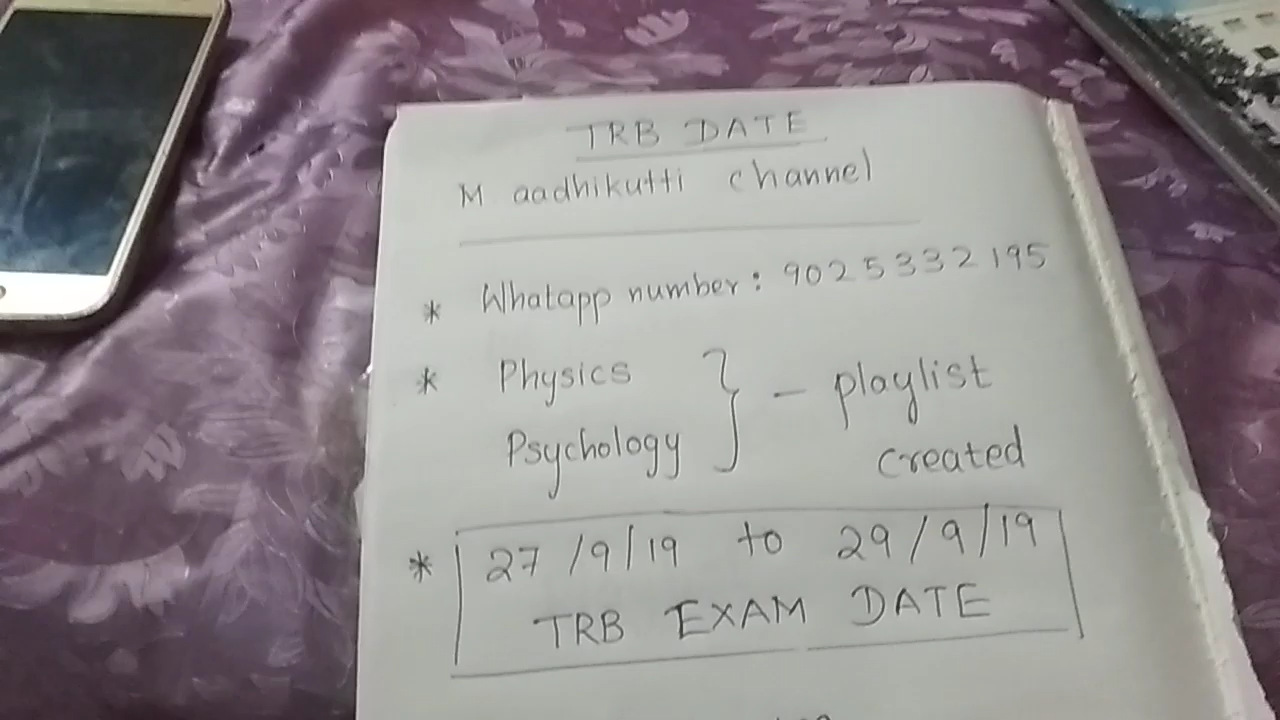 TRB DATE
M aadhikutti channel
* Whatapp number: 9025332195
* Physics } - playlist
Psychology created
* 27/9/19 to 29/9/19
TRB EXAM DATE